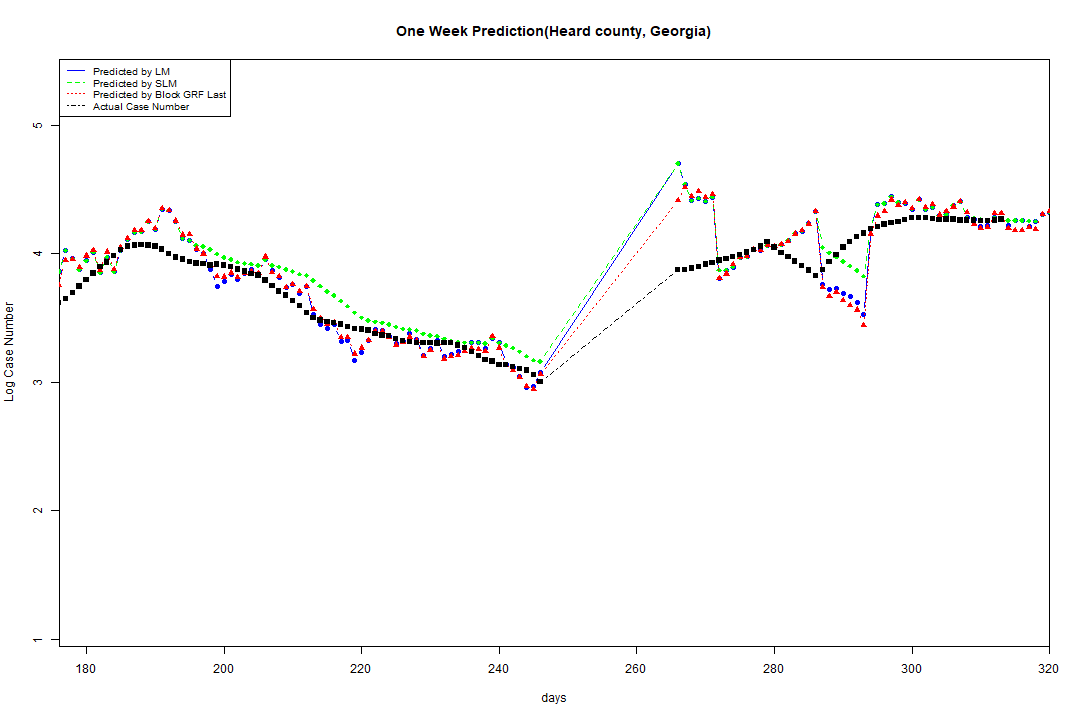 One Week Prediction(Heard county, Georgia)
Predicted by LM
Predicted by SLM
Predicted by Block GRF Last
Actual Case Number
5
4
3
2
1
Log Case Number
180 200 220 240 260 280 300 320
days